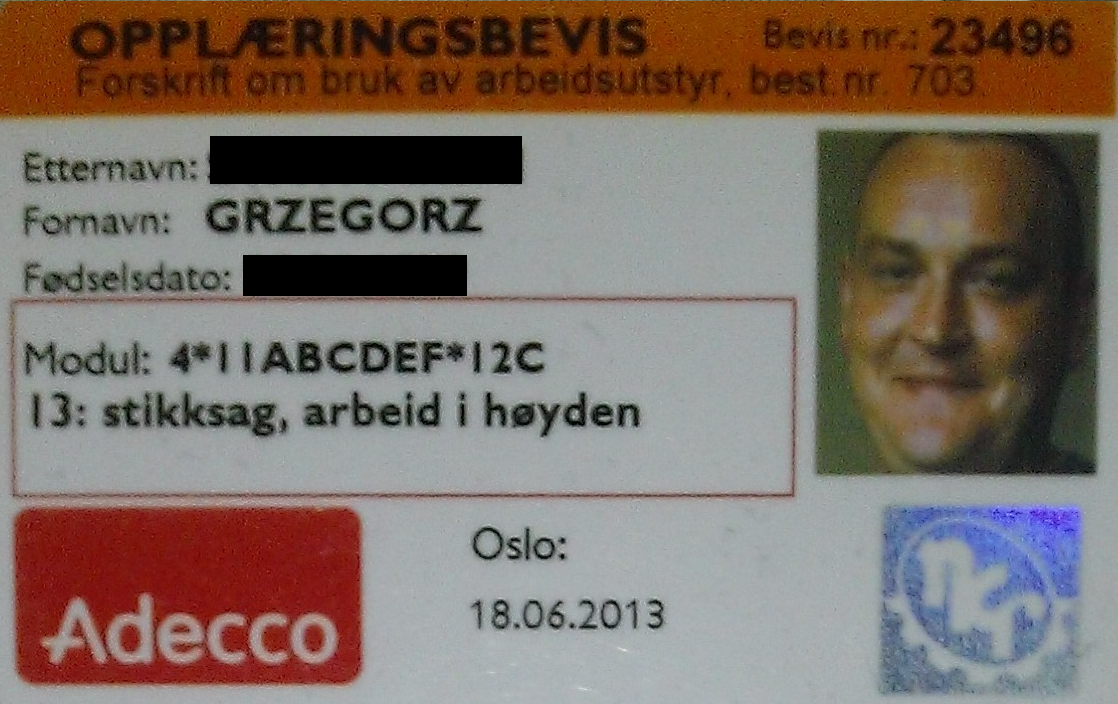 OPPLÆRINGSBEVIS Bevis nr.: 23496
Forskrift om bruk av arbeidsutstyr, best.nr. 703.
Etternavn:
Fornavn: GRZEGORZ
Fødselsdato:
Modul: 4*11ABCDEF*12C
13: stikksag, arbeid i høyden
Adecco
Oslo:
18.06.2013